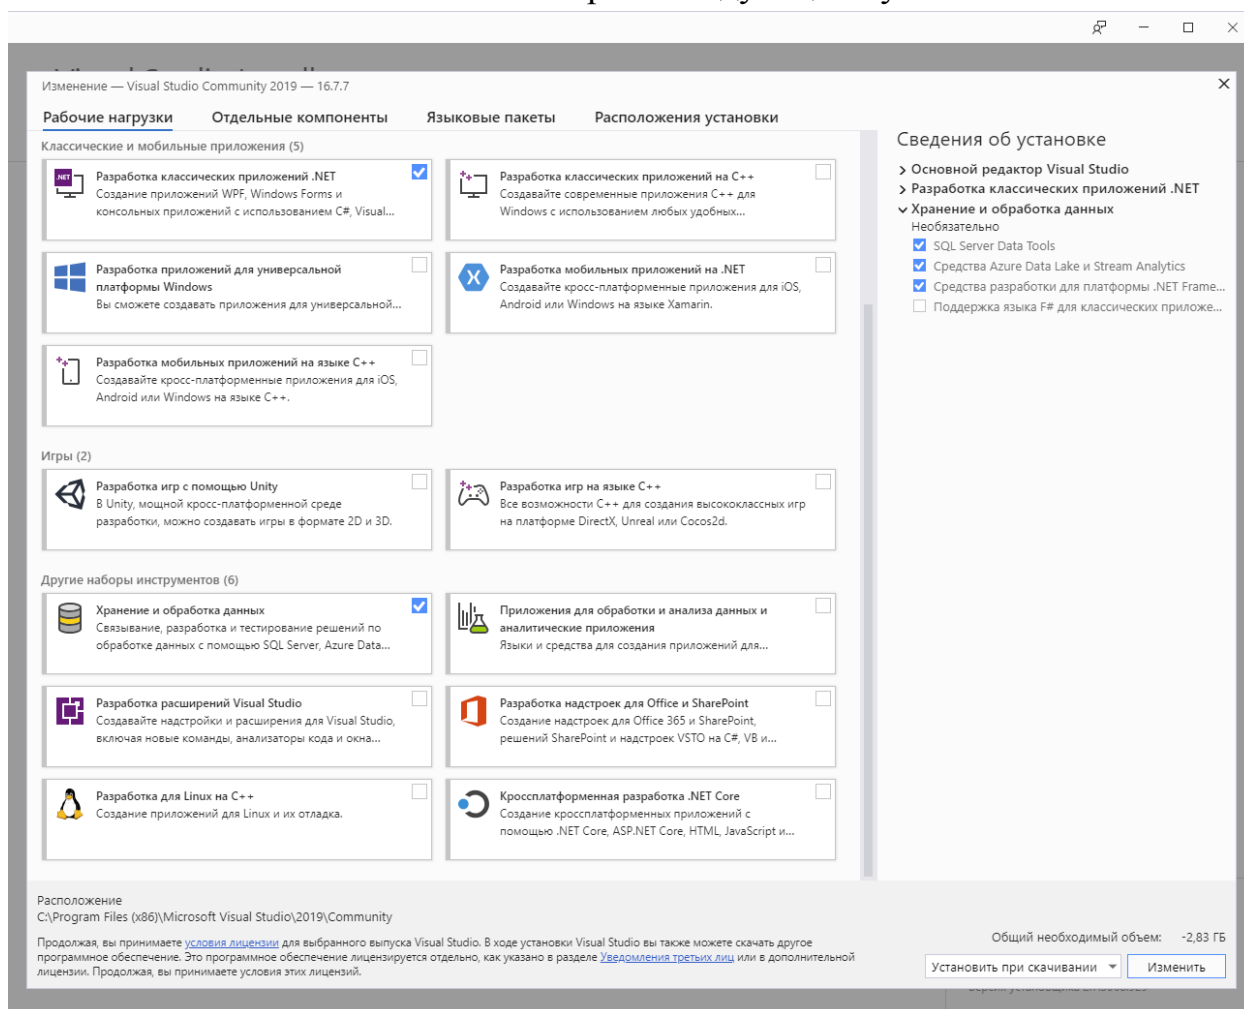 Изменение — Visual Studio Community 2019 — 16.7.7
Рабочие нагрузки Отдельные компоненты Языковые пакеты Расположения установки
Классические и мобильные приложения (5)
Разработка классических приложений .NET
Создание приложений WPF, Windows Forms и
консольных приложений с использованием C#, Visual...
Разработка классических приложений на C++
Создавайте современные приложения C++ для
Windows с использованием любых удобных...
Разработка приложений для универсальной
платформы Windows
Вы сможете создавать приложения для универсальной...
Разработка мобильных приложений на .NET
Создавайте кросс-платформенные приложения для iOS,
Android или Windows на языке Xamarin.
Разработка мобильных приложений на языке C++
Создавайте кросс-платформенные приложения для iOS,
Android или Windows на языке C++.
Игры (2)
Разработка игр с помощью Unity
В Unity, мощной кросс-платформенной среде
разработки, можно создавать игры в формате 2D и 3D.
Разработка игр на языке C++
Все возможности C++ для создания высококлассных игр
на платформе DirectX, Unreal или Cocos2d.
Другие наборы инструментов (6)
Хранение и обработка данных
Связывание, разработка и тестирование решений по
обработке данных с помощью SQL Server, Azure Data...
Приложения для обработки и анализа данных и
аналитические приложения
Языки и средства для создания приложений для...
Разработка расширений Visual Studio
Создавайте надстройки и расширения для Visual Studio,
включая новые команды, анализаторы кода и окна...
Разработка надстроек для Office и SharePoint
Создание надстроек для Office 365 и SharePoint,
решений SharePoint и надстроек VSTO на C#, VB и...
Разработка для Linux на C++
Создание приложений для Linux и их отладка.
Кроссплатформенная разработка .NET Core
Создание кроссплатформенных приложений с
помощью .NET Core, ASP.NET Core, HTML, JavaScript и...
Сведения об установке
Основной редактор Visual Studio
Разработка классических приложений .NET
Хранение и обработка данных
Необязательно
SQL Server Data Tools
Средства Azure Data Lake и Stream Analytics
Средства разработки для платформы .NET Frame...
Поддержка языка F# для классических приложе...
Расположение
C:\Program Files (x86)\Microsoft Visual Studio\2019\Community
Продолжая, вы принимаете условия лицензии для выбранного выпуска Visual Studio. В ходе установки Visual Studio вы также можете скачать другое
программное обеспечение. Это программное обеспечение лицензируется отдельно, как указано в разделе Уведомления третьих лиц или в дополнительной
лицензии. Продолжая, вы принимаете условия этих лицензий.
Общий необходимый объем: -2,83 ГБ
Установить при скачивании Изменить